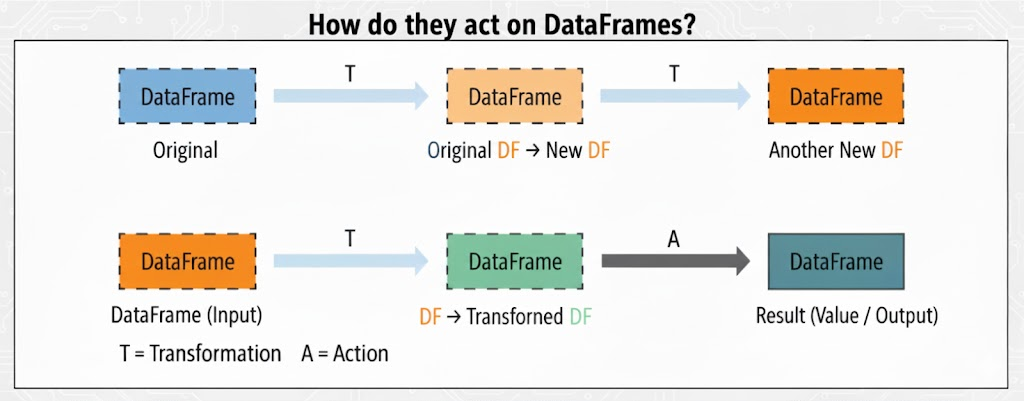 How do they act on DataFrames?
T T
DataFrame DataFrame DataFrame
Original Original DF → New DF Another New DF
T A
DataFrame DataFrame DataFrame
DataFrame (Input) DF → Transforned DF Result (Value / Output)
T = Transformation A = Action